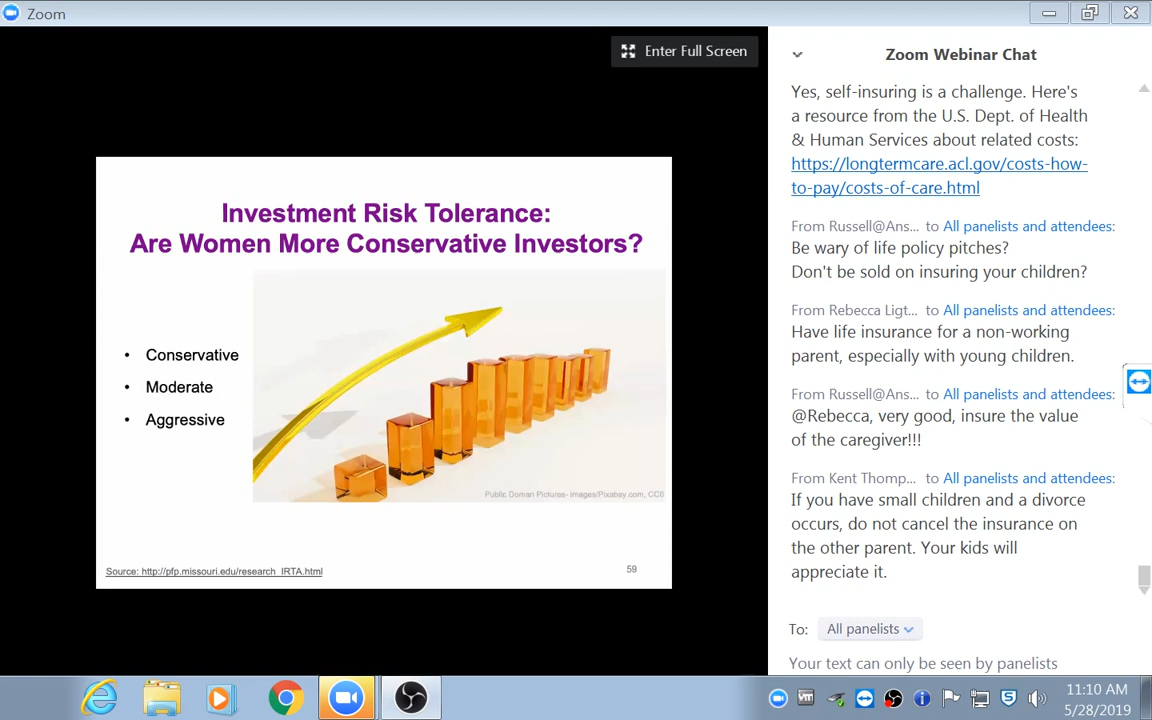 Zoom
Enter Full Screen
Investment Risk Tolerance:
Are Women More Conservative Investors?
• Conservative
• Moderate
• Aggressive
Public Doman Pictures- Images/Pixabay.com, CC0
Source: http://pfp.missouri.edu/research_IRTA.html
59
Zoom Webinar Chat
Yes, self-insuring is a challenge. Here's
a resource from the U.S. Dept. of Health
& Human Services about related costs:
https://longtermcare.acl.gov/costs-how-
to-pay/costs-of-care.html
From Russell@Ans... to All panelists and attendees:
Be wary of life policy pitches?
Don't be sold on insuring your children?
From Rebecca Ligt... to All panelists and attendees:
Have life insurance for a non-working
parent, especially with young children.
From Russell@Ans... to All panelists and attendees:
@Rebecca, very good, insure the value
of the caregiver!!!
From Kent Thomp... to All panelists and attendees:
If you have small children and a divorce
occurs, do not cancel the insurance on
the other parent. Your kids will
appreciate it.
To: All panelists
Your text can only be seen by panelists
11:10 AM
5/28/2019